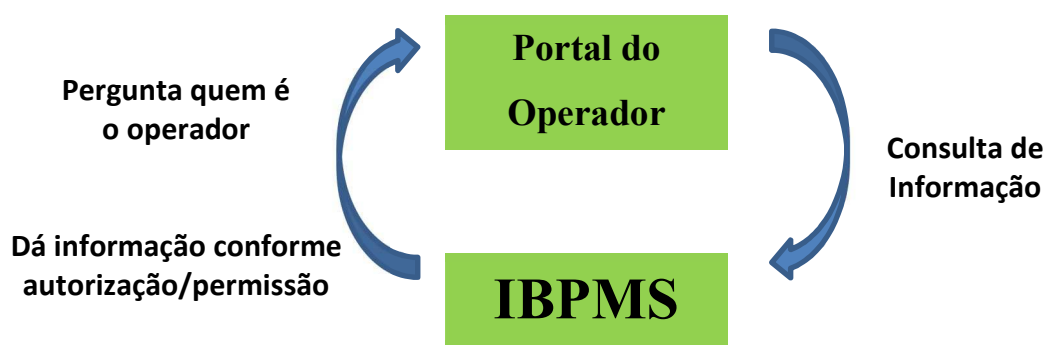 Portal do
Operador
Pergunta quem é
o operador
Consulta de
Informação
Dá informação conforme
autorização/permissão
IBPMS